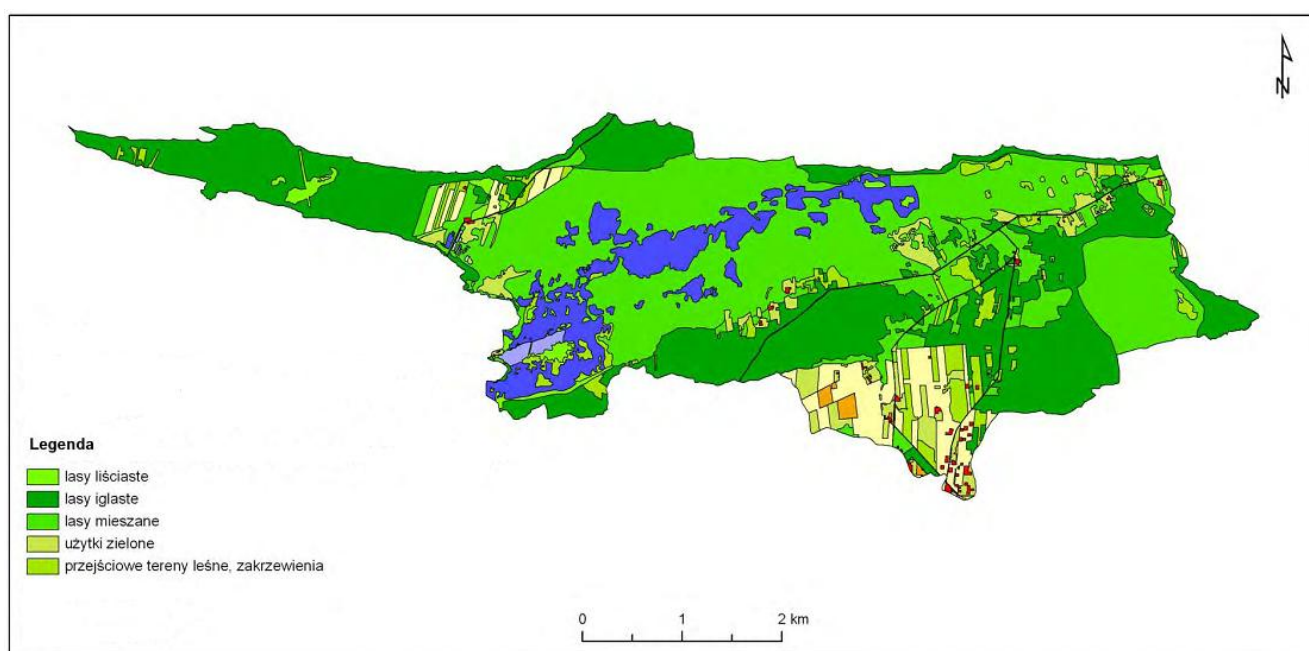 N
Legenda
lasy liściaste
lasy iglaste
lasy mieszane
użytki zielone
przejściowe tereny leśne, zakrzewienia
0 1 2 km